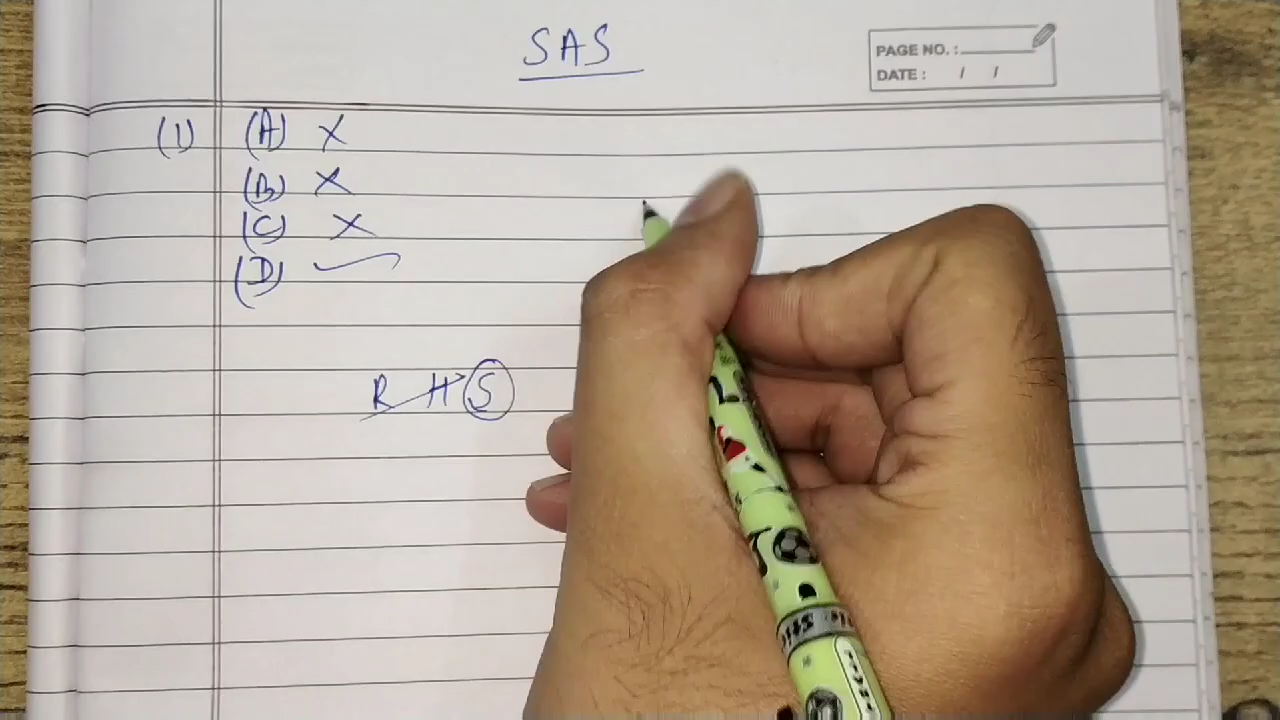 SAS
PAGE NO. :
DATE : / /
(1) (A) ×
(B) ×
(C) ×
(D) ✓
R H S